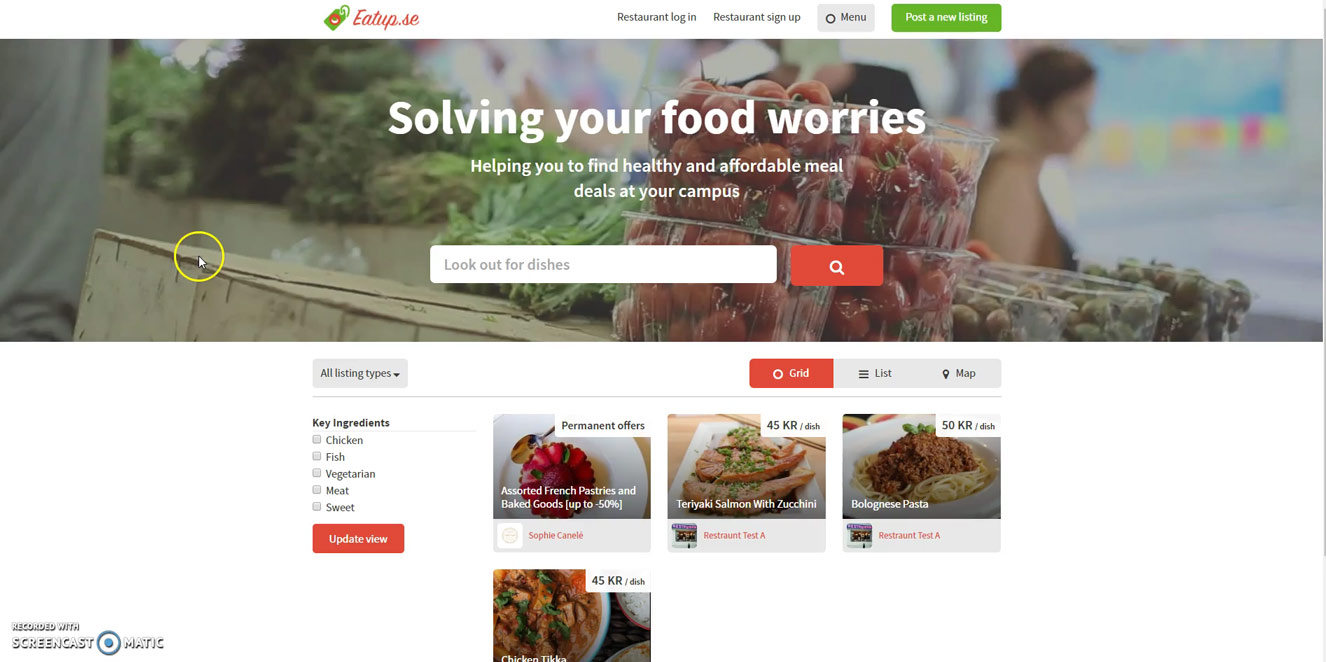 Eatup.se
Restaurant log in
Restaurant sign up
Menu
Post a new listing
Solving your food worries
Helping you to find healthy and affordable meal
deals at your campus
Look out for dishes
All listing types
Grid
List
Map
Key Ingredients
Chicken
Fish
Vegetarian
Meat
Sweet
Update view
Permanent offers
Assorted French Pastries and
Baked Goods [up to -50%]
Sophie Canelé
45 KR / dish
Teriyaki Salmon With Zucchini
Restraunt Test A
50 KR / dish
Bolognese Pasta
Restraunt Test A
45 KR / dish
Chicken Tikka
RECORDED WITH
SCREENCAST MATIC